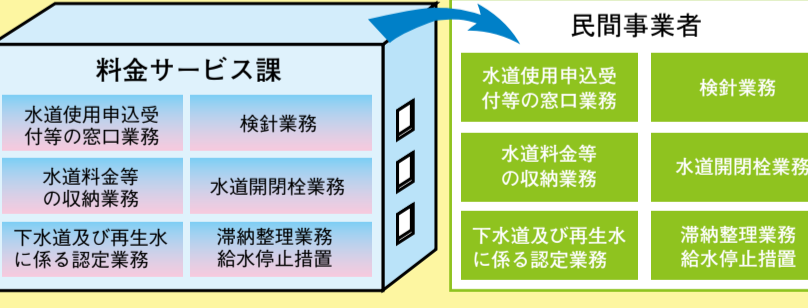 料金サービス課
水道使用申込受
付等の窓口業務
検針業務
水道料金等
の収納業務
水道開閉栓業務
下水道及び再生水
に係る認定業務
滞納整理業務
給水停止措置
民間事業者
水道使用申込受
付等の窓口業務
検針業務
水道料金等
の収納業務
水道開閉栓業務
下水道及び再生水
に係る認定業務
滞納整理業務
給水停止措置